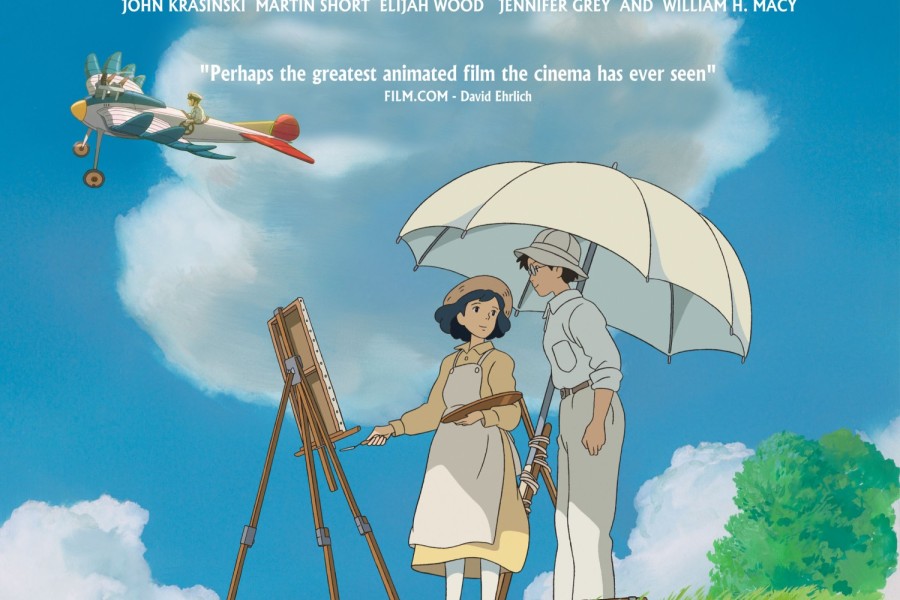 JOHN KRASINSKI MARTIN SHORT ELIJAH WOOD JENNIFER GREY AND WILLIAM H. MACY
"Perhaps the greatest animated film the cinema has ever seen"
FILM.COM - David Ehrlich